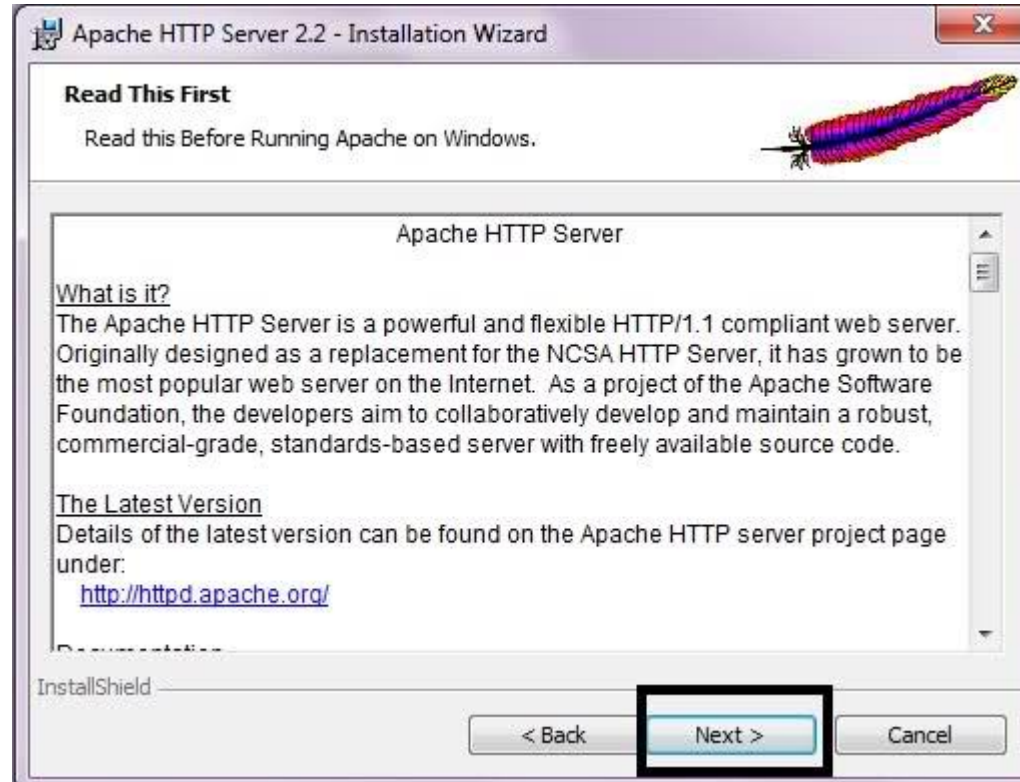 Apache HTTP Server 2.2 - Installation Wizard
Read This First
Read this Before Running Apache on Windows.
Apache HTTP Server
What is it?
The Apache HTTP Server is a powerful and flexible HTTP/1.1 compliant web server.
Originally designed as a replacement for the NCSA HTTP Server, it has grown to be
the most popular web server on the Internet.  As a project of the Apache Software
Foundation, the developers aim to collaboratively develop and maintain a robust,
commercial-grade, standards-based server with freely available source code.
The Latest Version
Details of the latest version can be found on the Apache HTTP server project page
under:
http://httpd.apache.org/
InstallShield
< Back
Next >
Cancel